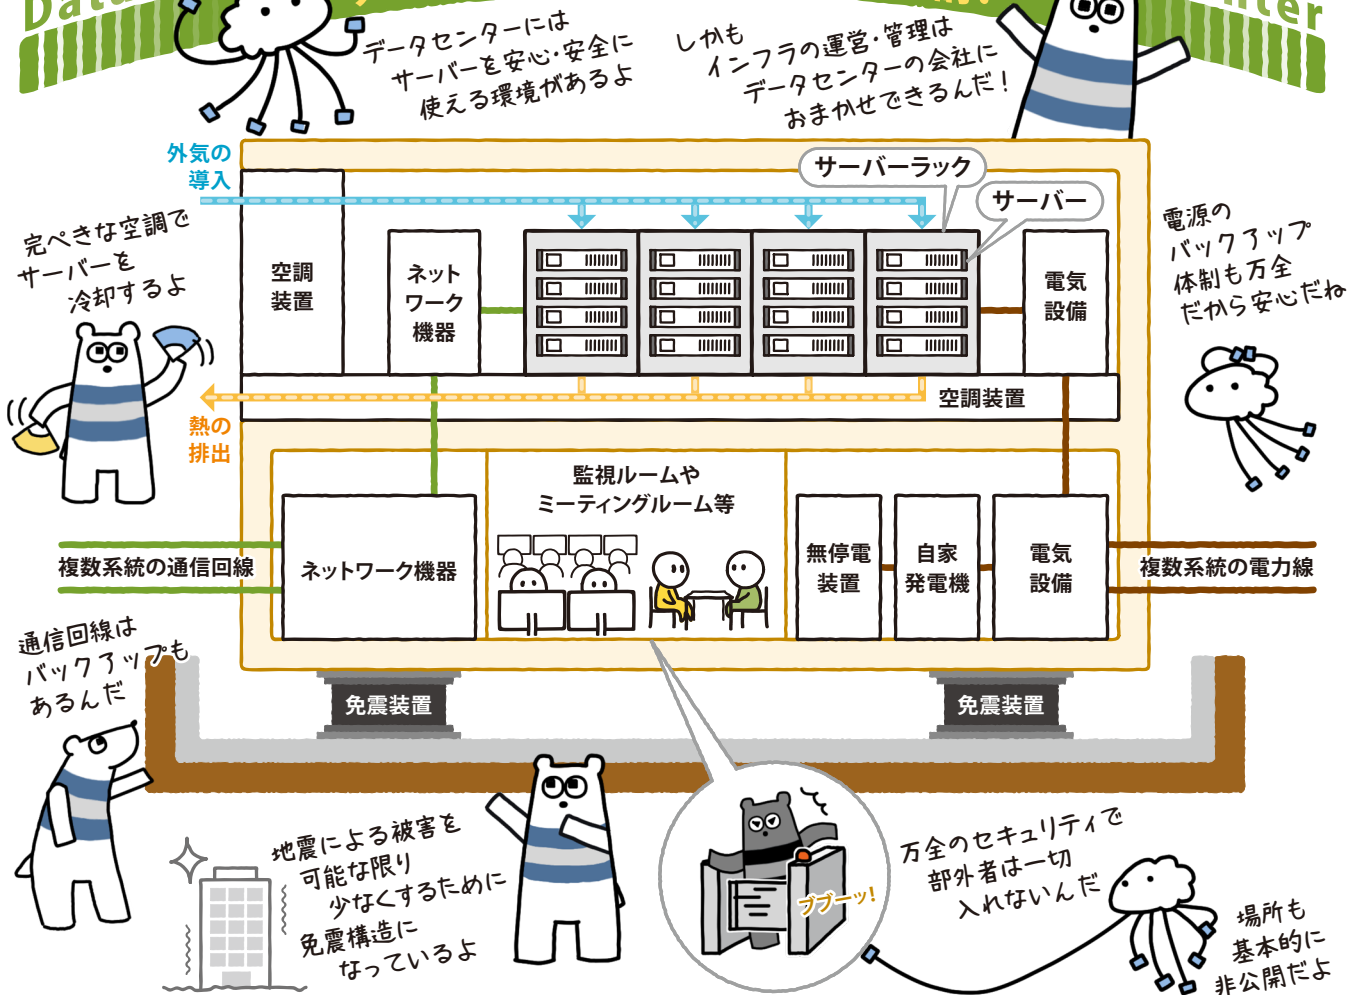 データセンターには
サーバーを安心・安全に
使える環境があるよ
しかも
インフラの運営・管理は
データセンターの会社に
おまかせできるんだ！
外気の
導入
サーバーラック
サーバー
完ぺきな空調で
サーバーを
冷却するよ
電源の
バックアップ
体制も万全
だから安心だね
空調
装置
ネット
ワーク
機器
電気
設備
空調装置
熱の
排出
監視ルームや
ミーティングルーム等
複数系統の通信回線
ネットワーク機器
無停電
装置
自家
発電機
電気
設備
複数系統の電力線
通信回線は
バックアップも
あるんだ
免震装置
免震装置
地震による被害を
可能な限り
少なくするために
免震構造に
なっているよ
ブブーッ！
万全のセキュリティで
部外者は一切
入れないんだ
場所も
基本的に
非公開だよ